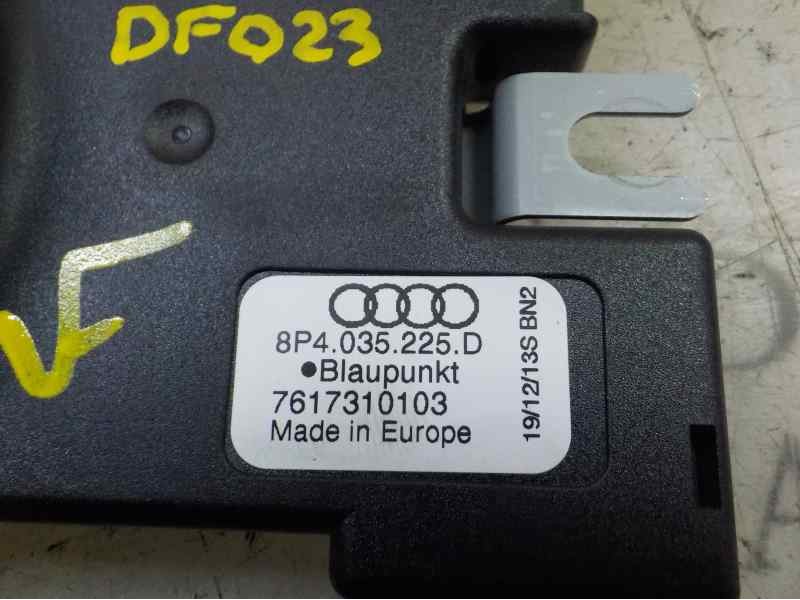 DF023
8P4.035.225.D
●Blaupunkt
7617310103
Made in Europe
19/12/13S BN2